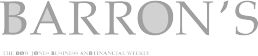 BARRON'S
THE DOW JONES BUSINESS AND FINANCIAL WEEKLY